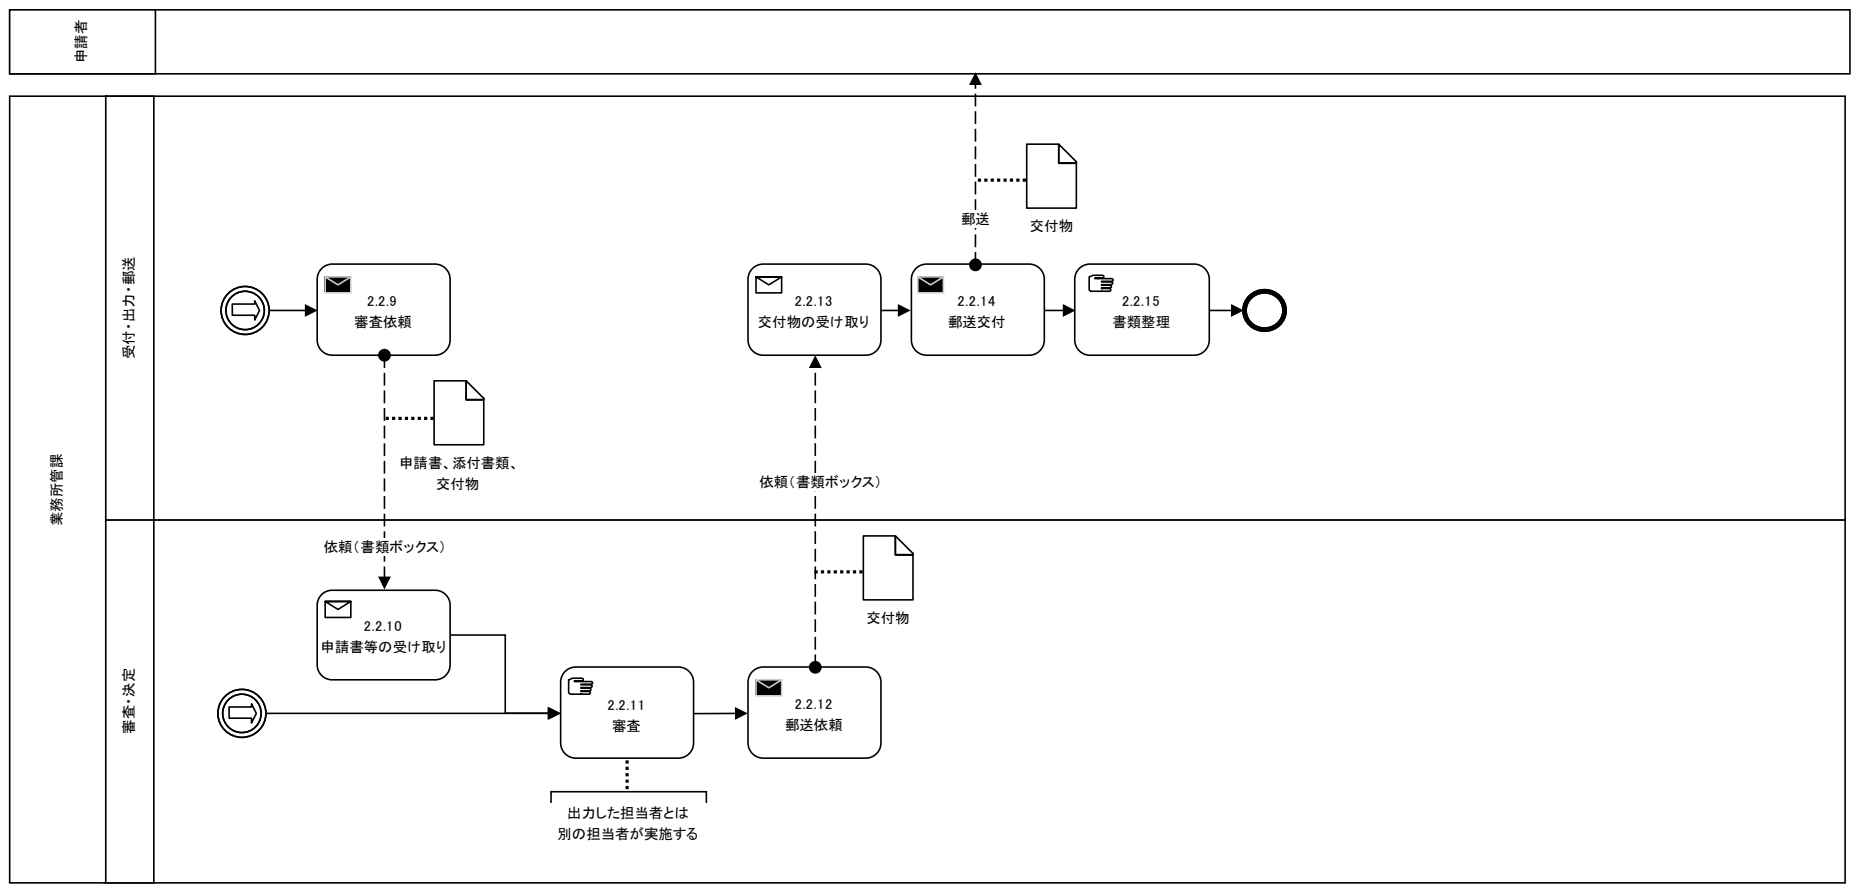 申請者
業務所管課
受付・出力・郵送
2.2.9
審査依頼
申請書、添付書類、
交付物
依頼（書類ボックス）
2.2.13
交付物の受け取り
2.2.14
郵送交付
郵送
交付物
2.2.15
書類整理
依頼（書類ボックス）
審査・決定
2.2.10
申請書等の受け取り
2.2.11
審査
出力した担当者とは
別の担当者が実施する
2.2.12
郵送依頼
交付物